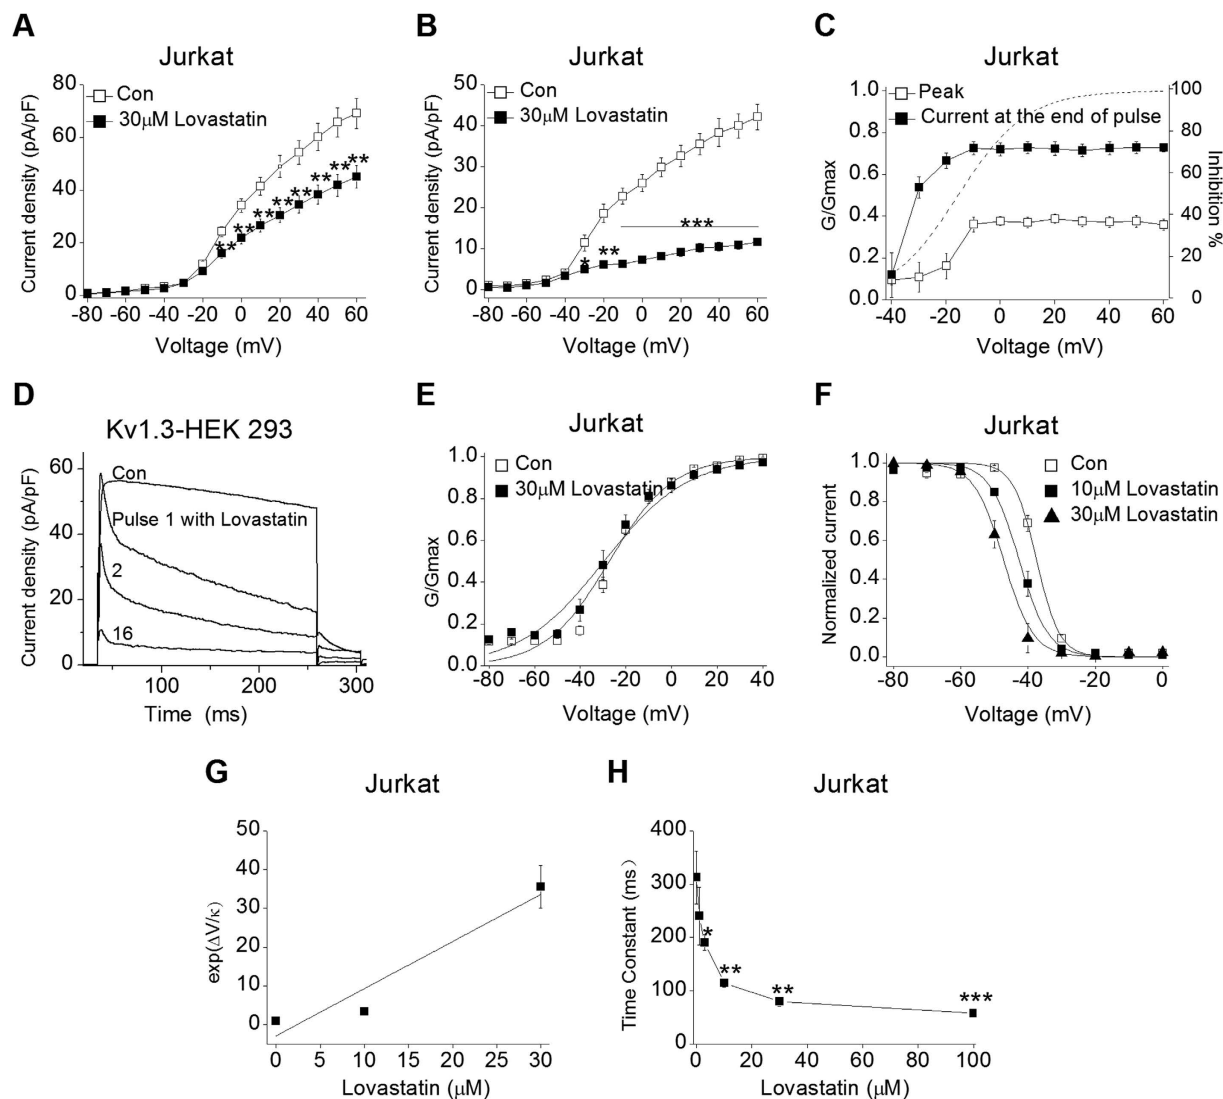 A
Jurkat
Con
30μM Lovastatin
Current density (pA/pF)
80
60
40
20
0
** ** ** ** ** ** ** **
-80 -60 -40 -20 0 20 40 60
Voltage (mV)
B
Jurkat
Con
30μM Lovastatin
Current density (pA/pF)
50
40
30
20
10
0
* ** ***
-80 -60 -40 -20 0 20 40 60
Voltage (mV)
C
Jurkat
Peak
Current at the end of pulse
G/Gmax
1.0
0.8
0.6
0.4
0.2
0.0
100
80
60
40
20
0
Inhibition %
-40 -20 0 20 40 60
Voltage (mV)
D
Kv1.3-HEK 293
Con
Pulse 1 with Lovastatin
2
16
Current density (pA/pF)
60
40
20
0
100 200 300
Time (ms)
E
Jurkat
Con
30μM Lovastatin
G/Gmax
1.0
0.8
0.6
0.4
0.2
0.0
-80 -60 -40 -20 0 20 40
Voltage (mV)
F
Jurkat
Con
10μM Lovastatin
30μM Lovastatin
Normalized current
1.0
0.8
0.6
0.4
0.2
0.0
-80 -60 -40 -20 0
Voltage (mV)
G
Jurkat
exp(ΔV/κ)
50
40
30
20
10
0
0 5 10 15 20 25 30
Lovastatin (μM)
H
Jurkat
Time Constant (ms)
400
300
200
100
0
* ** ** ***
0 20 40 60 80 100
Lovastatin (μM)